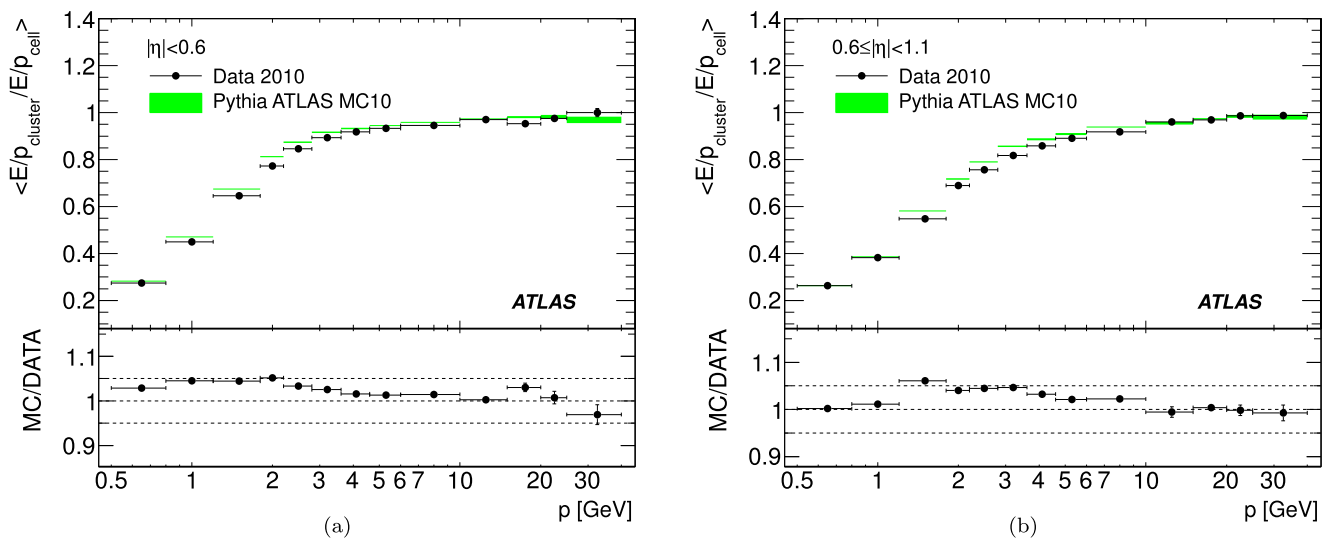 <E/p_cluster/E/p_cell>
1.4
1.2
1
0.8
0.6
0.4
0.2
|η|<0.6
Data 2010
Pythia ATLAS MC10
ATLAS
MC/DATA
1.1
1
0.9
0.5 1 2 3 4 5 6 7 10 20 30
p [GeV]
(a)
<E/p_cluster/E/p_cell>
1.4
1.2
1
0.8
0.6
0.4
0.2
0.6≤|η|<1.1
Data 2010
Pythia ATLAS MC10
ATLAS
MC/DATA
1.1
1
0.9
0.5 1 2 3 4 5 6 7 10 20 30
p [GeV]
(b)